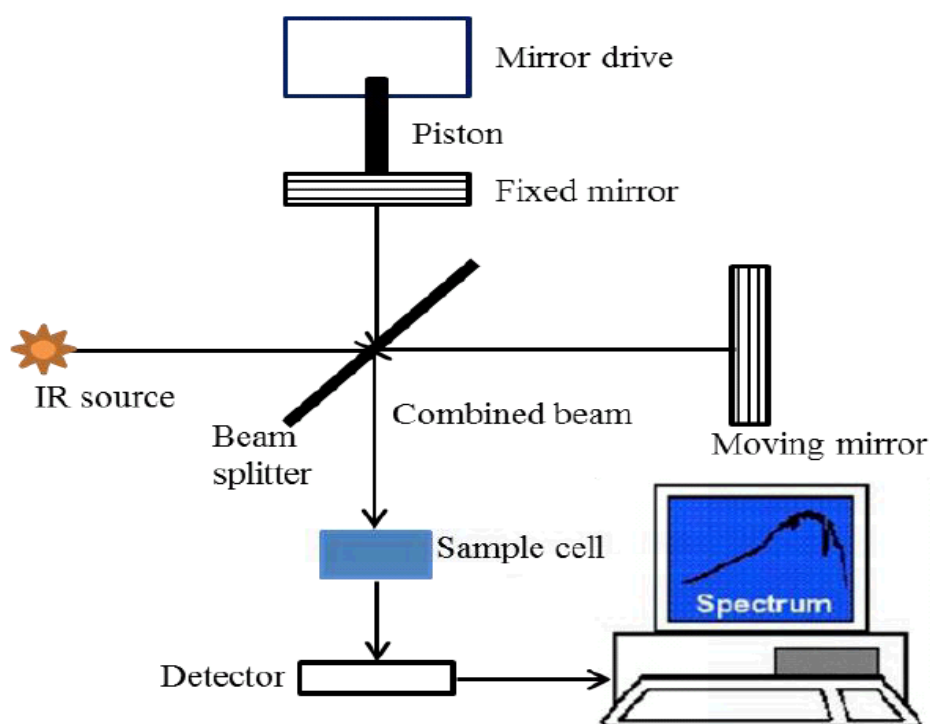 Mirror drive
Piston
Fixed mirror
IR source
Beam
splitter
Combined beam
Moving mirror
Sample cell
Spectrum
Detector